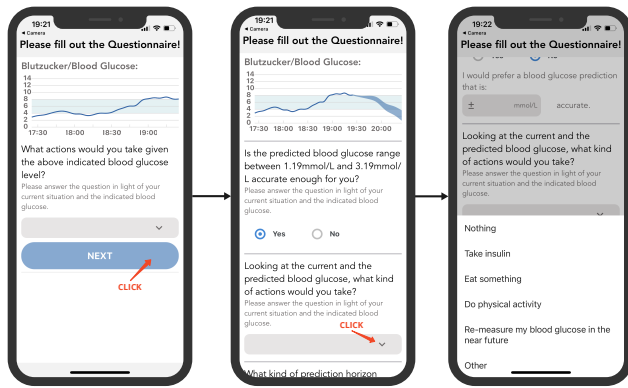 19:21
◂ Camera
Please fill out the Questionnaire!
Blutzucker/Blood Glucose:
14
12
10
8
6
4
2
0
17:30 18:00 18:30 19:00
What actions would you take given
the above indicated blood glucose
level?
Please answer the question in light of your
current situation and the indicated blood
glucose.
NEXT
CLICK
19:21
◂ Camera
Please fill out the Questionnaire!
Blutzucker/Blood Glucose:
14
12
10
8
6
4
2
0
17:30 18:00 18:30 19:00 19:30 20:00
Is the predicted blood glucose range
between 1.19mmol/L and 3.19mmol/
L accurate enough for you?
Please answer the question in light of your
current situation and the indicated blood
glucose.
Yes No
Looking at the current and the
predicted blood glucose, what kind
of actions would you take?
Please answer the question in light of your
current situation and the indicated blood
glucose.
CLICK
What kind of prediction horizon
19:22
◂ Camera
Please fill out the Questionnaire!
Yes No
I would prefer a blood glucose prediction
that is:
± mmol/L accurate.
Looking at the current and the
predicted blood glucose, what kind
of actions would you take?
Please answer the question in light of your
current situation and the indicated blood
glucose.
Nothing
Take insulin
Eat something
Do physical activity
Re-measure my blood glucose in the
near future
Other